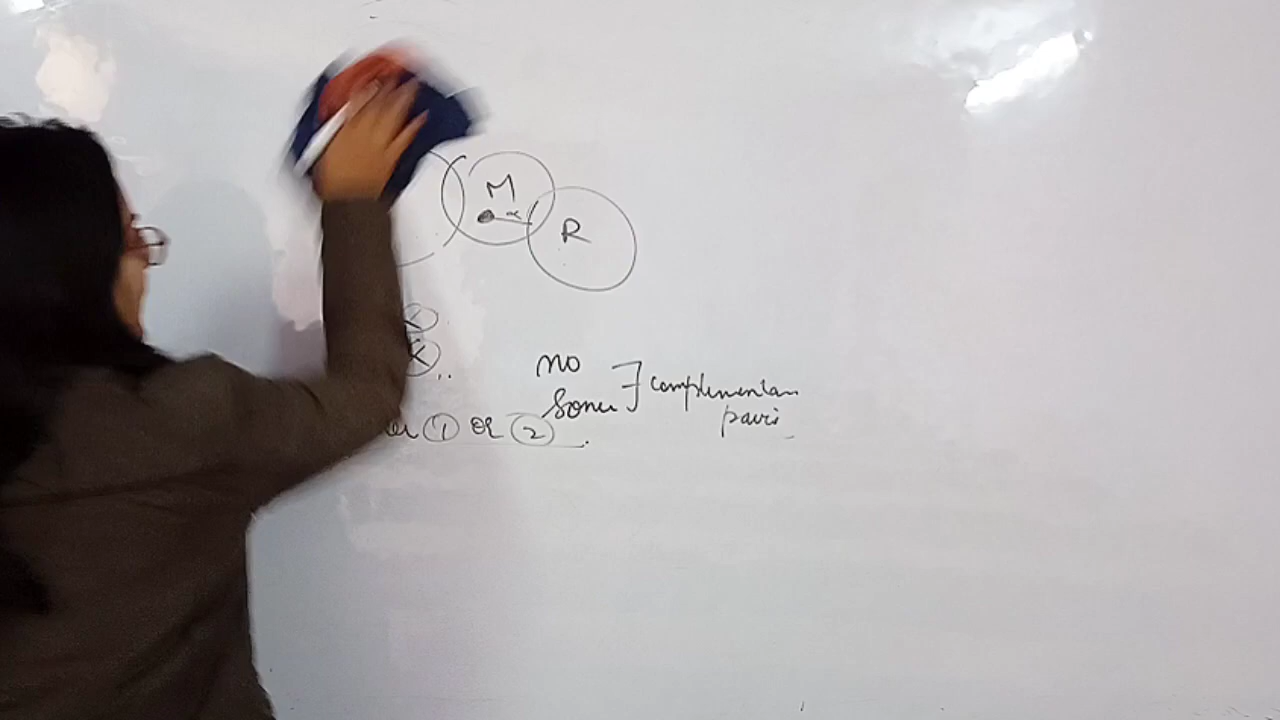 M
R
no
some
complementary
pairs
① or ②